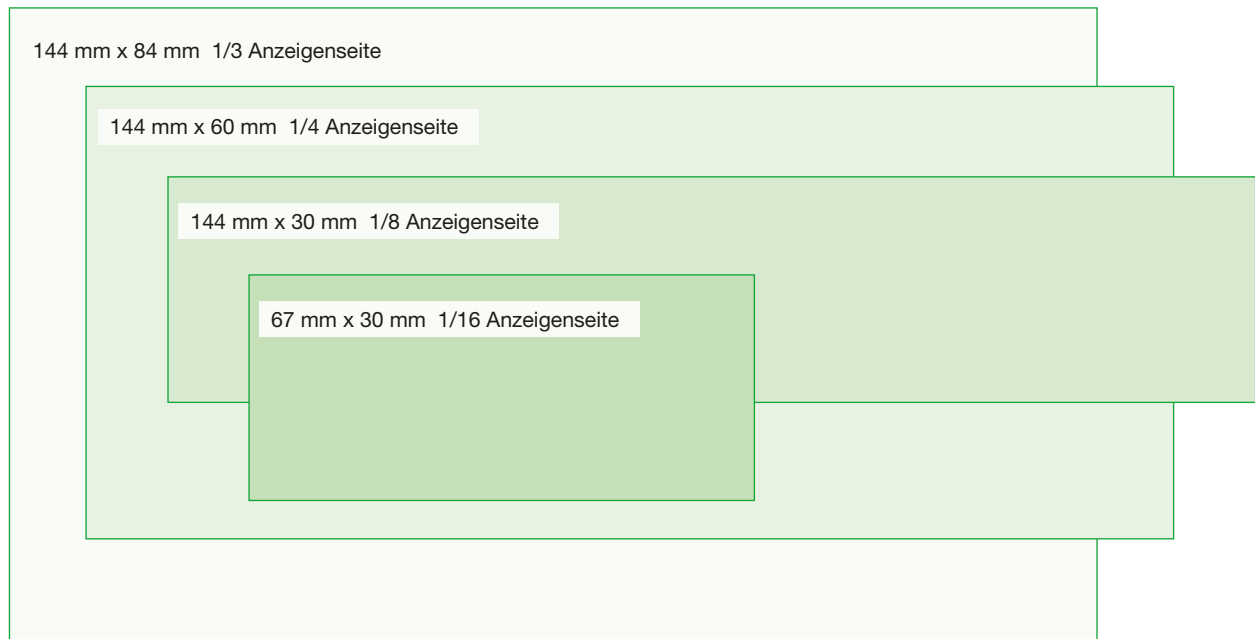 144 mm x 84 mm  1/3 Anzeigenseite
144 mm x 60 mm  1/4 Anzeigenseite
144 mm x 30 mm  1/8 Anzeigenseite
67 mm x 30 mm  1/16 Anzeigenseite